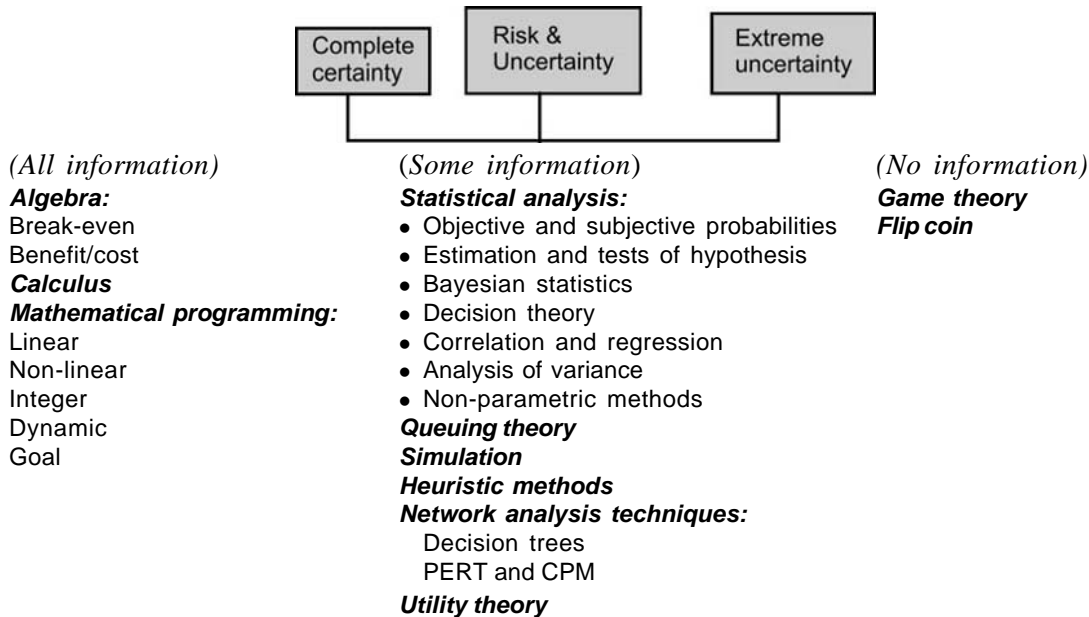 Complete
certainty
Risk &
Uncertainty
Extreme
uncertainty
(All information)
Algebra:
Break-even
Benefit/cost
Calculus
Mathematical programming:
Linear
Non-linear
Integer
Dynamic
Goal
(Some information)
Statistical analysis:
• Objective and subjective probabilities
• Estimation and tests of hypothesis
• Bayesian statistics
• Decision theory
• Correlation and regression
• Analysis of variance
• Non-parametric methods
Queuing theory
Simulation
Heuristic methods
Network analysis techniques:
Decision trees
PERT and CPM
Utility theory
(No information)
Game theory
Flip coin